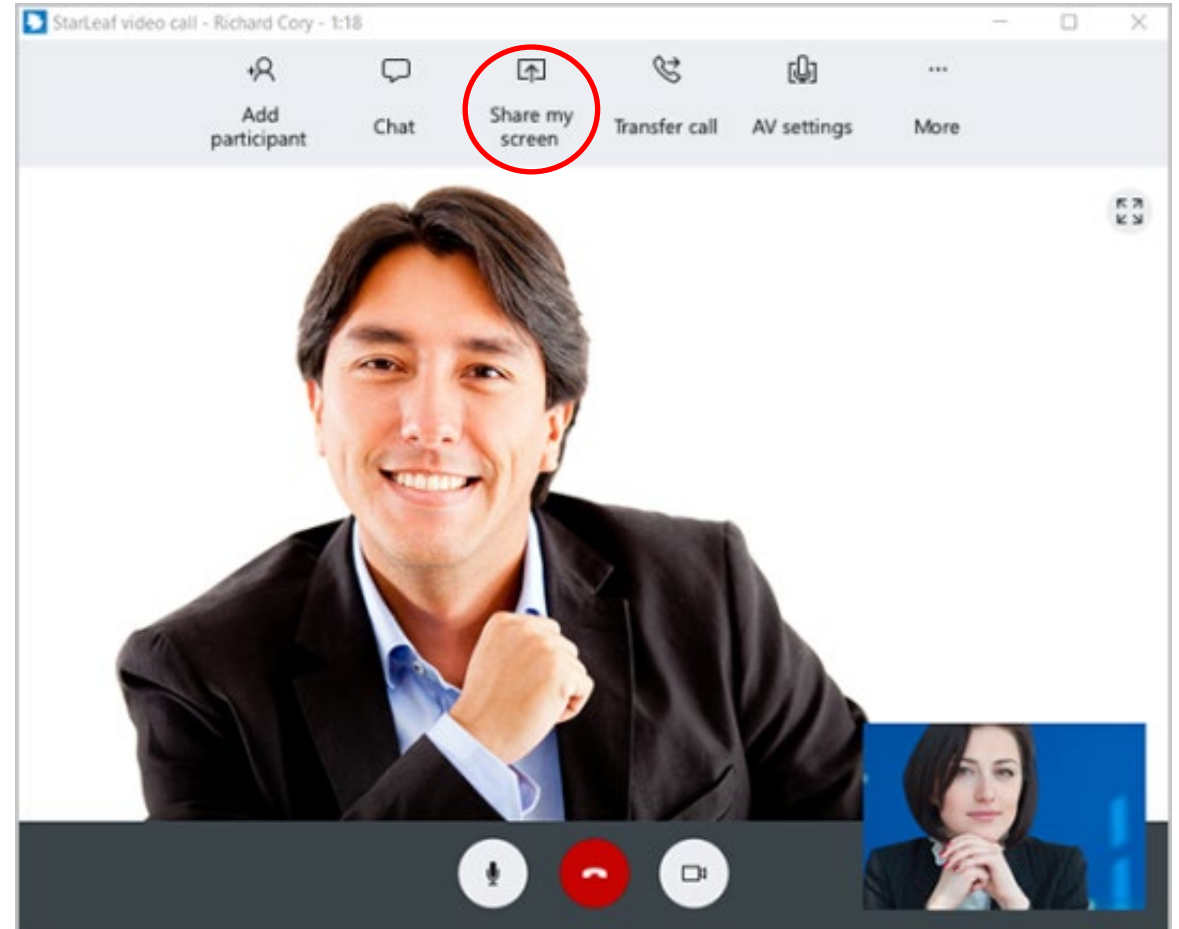 StarLeaf video call - Richard Cory - 1:18
Add participant
Chat
Share my screen
Transfer call
AV settings
More